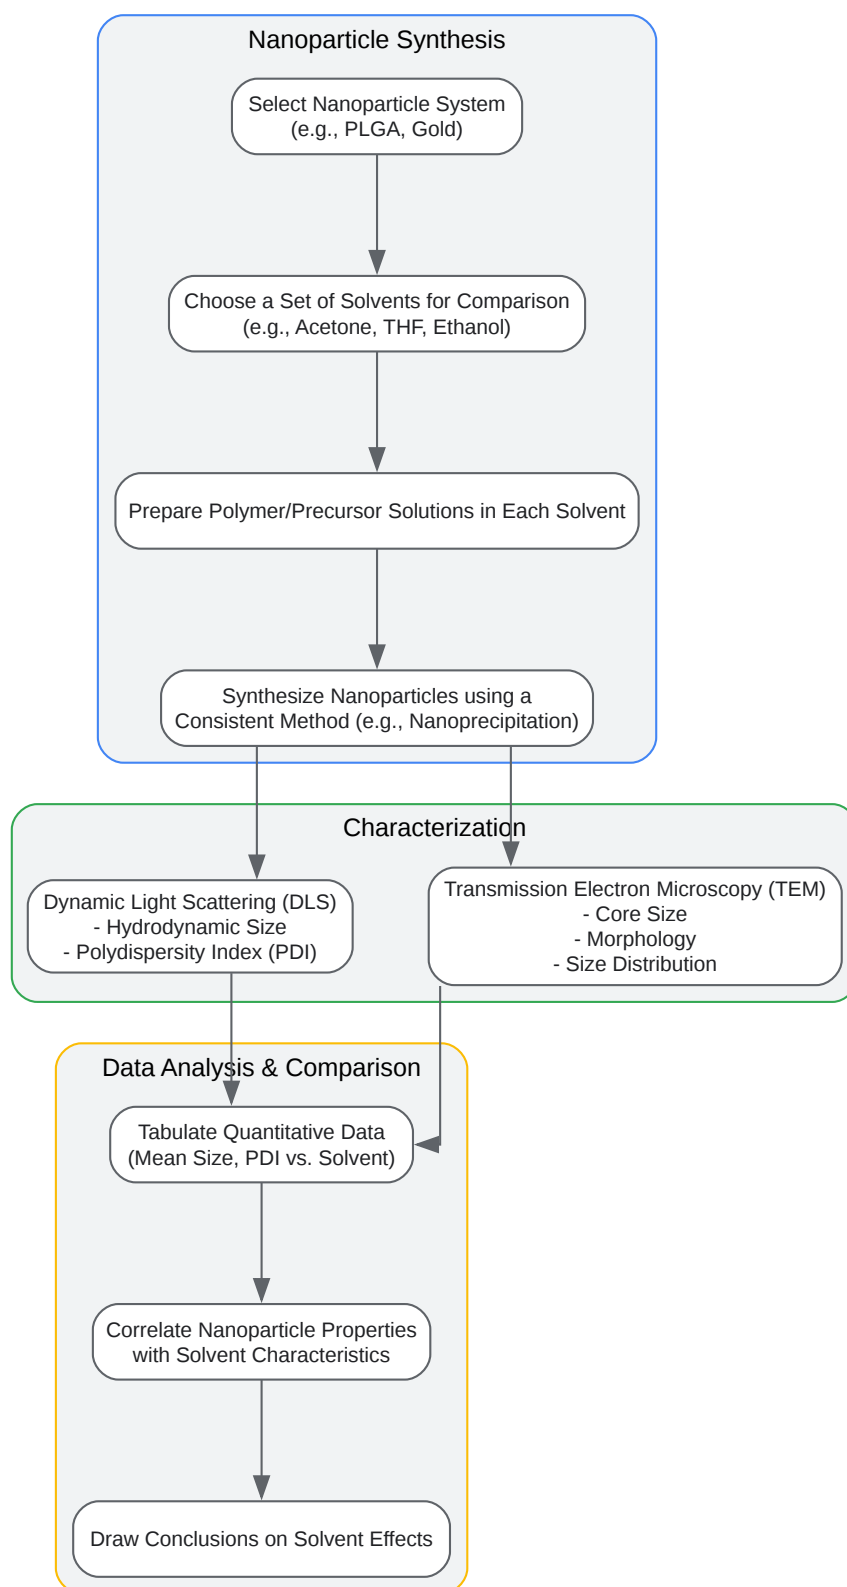 Nanoparticle Synthesis
Select Nanoparticle System
(e.g., PLGA, Gold)
Choose a Set of Solvents for Comparison
(e.g., Acetone, THF, Ethanol)
Prepare Polymer/Precursor Solutions in Each Solvent
Synthesize Nanoparticles using a
Consistent Method (e.g., Nanoprecipitation)
Characterization
Dynamic Light Scattering (DLS)
- Hydrodynamic Size
- Polydispersity Index (PDI)
Transmission Electron Microscopy (TEM)
- Core Size
- Morphology
- Size Distribution
Data Analysis & Comparison
Tabulate Quantitative Data
(Mean Size, PDI vs. Solvent)
Correlate Nanoparticle Properties
with Solvent Characteristics
Draw Conclusions on Solvent Effects